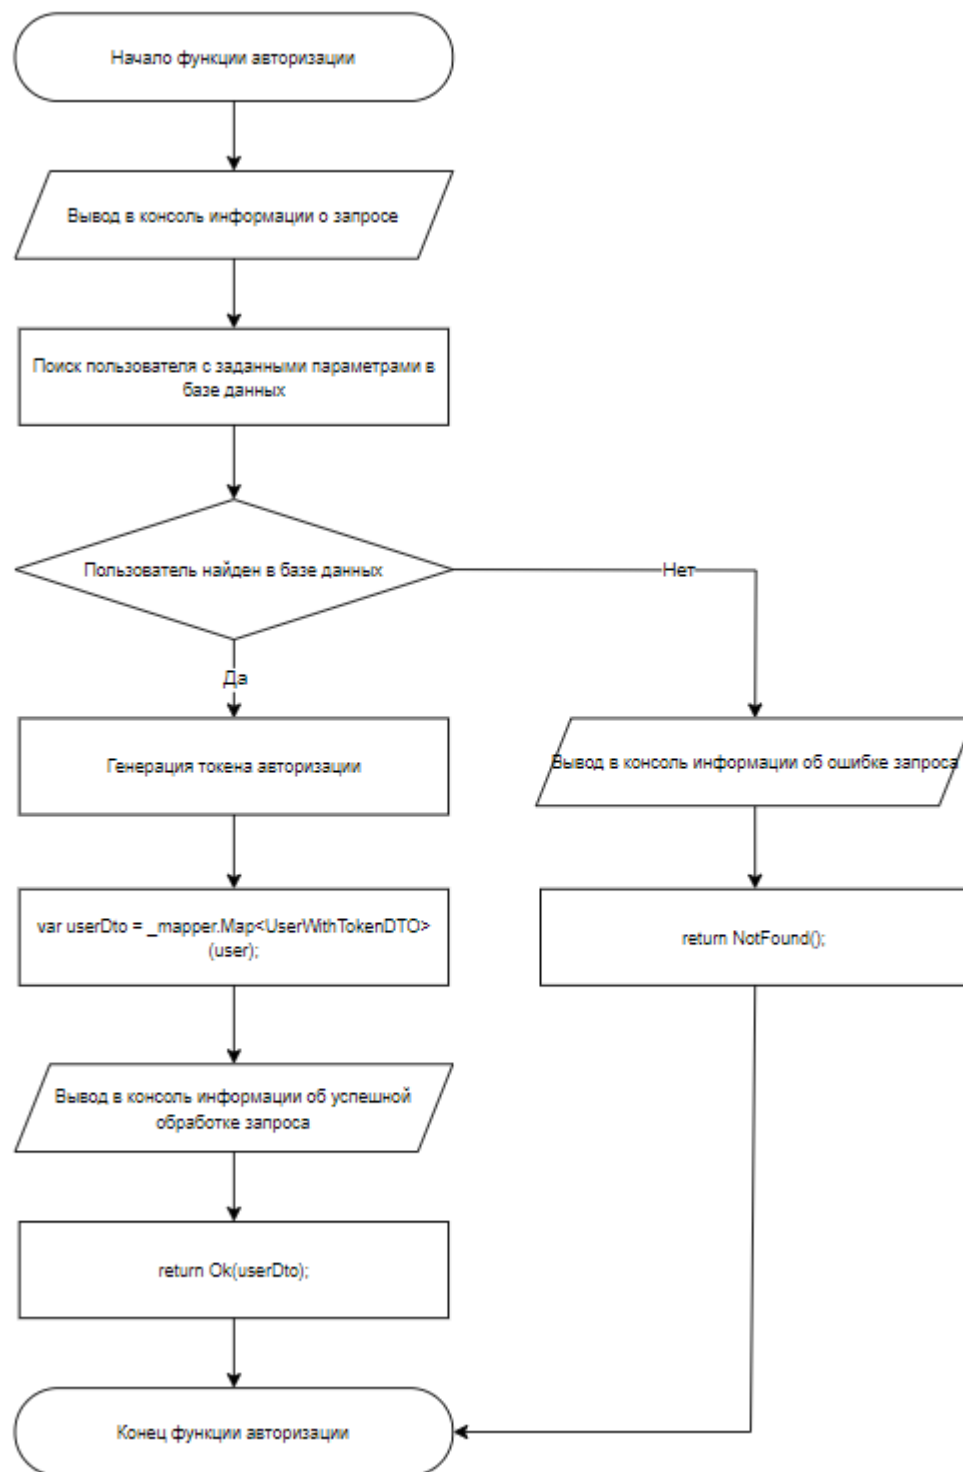 Начало функции авторизации
Вывод в консоль информации о запросе
Поиск пользователя с заданными параметрами в
базе данных
Пользователь найден в базе данных
Нет
Да
Генерация токена авторизации
Вывод в консоль информации об ошибке запроса
var userDto = _mapper.Map<UserWithTokenDTO>
(user);
return NotFound();
Вывод в консоль информации об успешной
обработке запроса
return Ok(userDto);
Конец функции авторизации